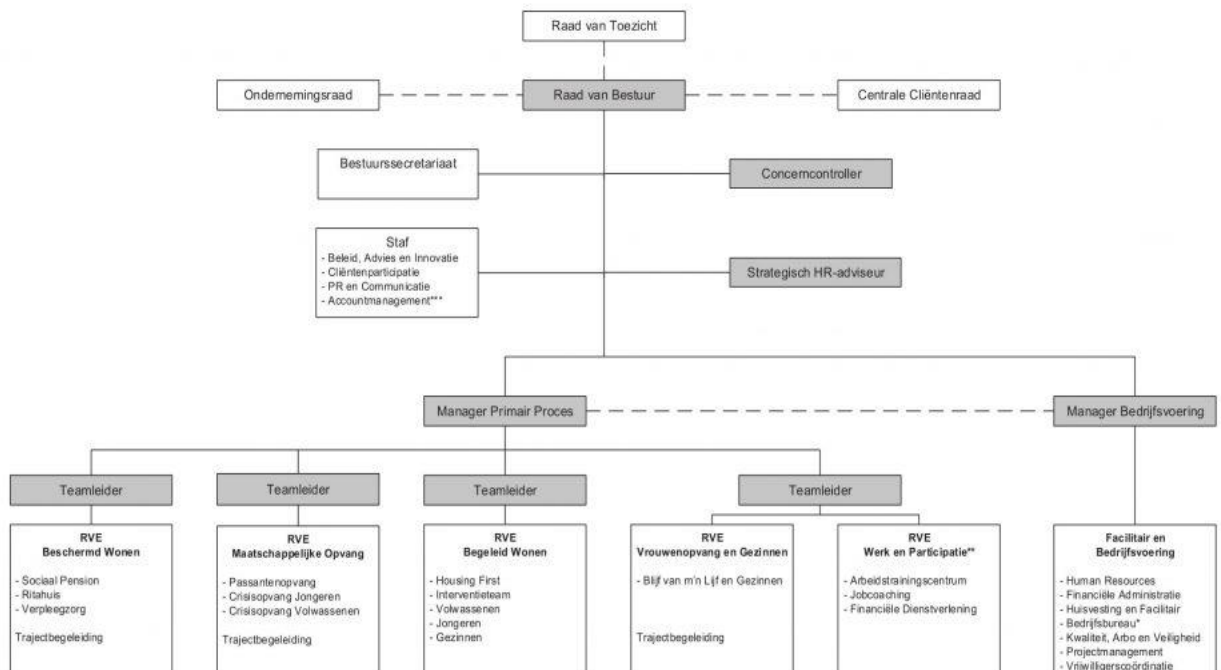 Raad van Toezicht
Ondernemingsraad
Raad van Bestuur
Centrale Cliëntenraad
Bestuurssecretariaat
Concerncontroller
Staf
- Beleid, Advies en Innovatie
- Cliëntenparticipatie
- PR en Communicatie
- Accountmanagement***
Strategisch HR-adviseur
Manager Primair Proces
Manager Bedrijfsvoering
Teamleider
Teamleider
Teamleider
Teamleider
RVE
Beschermd Wonen
- Sociaal Pension
- Ritahuis
- Verpleegzorg
Trajectbegeleiding
RVE
Maatschappelijke Opvang
- Passantenopvang
- Crisisopvang Jongeren
- Crisisopvang Volwassenen
Trajectbegeleiding
RVE
Begeleid Wonen
- Housing First
- Interventieteam
- Volwassenen
- Jongeren
- Gezinnen
RVE
Vrouwenopvang en Gezinnen
- Blijf van m'n Lijf en Gezinnen
Trajectbegeleiding
RVE
Werk en Participatie**
- Arbeidstrainingscentrum
- Jobcoaching
- Financiële Dienstverlening
Facilitair en
Bedrijfsvoering
- Human Resources
- Financiële Administratie
- Huisvesting en Facilitair
- Bedrijfsbureau*
- Kwaliteit, Arbo en Veiligheid
- Projectmanagement
- Vrijwilligerscoördinatie